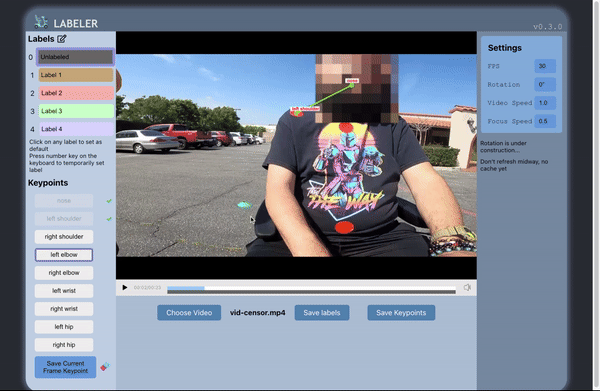 LABELER
v0.3.0
Labels
0 Unlabeled
1 Label 1
2 Label 2
3 Label 3
4 Label 4
Click on any label to set as
default
Press number key on the
keyboard to temporarily set
label
Keypoints
nose
left shoulder
right shoulder
left elbow
right elbow
left wrist
right wrist
left hip
right hip
Save Current
Frame Keypoint
nose
left shoulder
THE WAY
Choose Video
vid-censor.mp4
Save labels
Save Keypoints
Settings
FPS 30
Rotation 0°
Video Speed 1.0
Focus Speed 0.5
Rotation is under
construction...
Don't refresh midway, no
cache yet